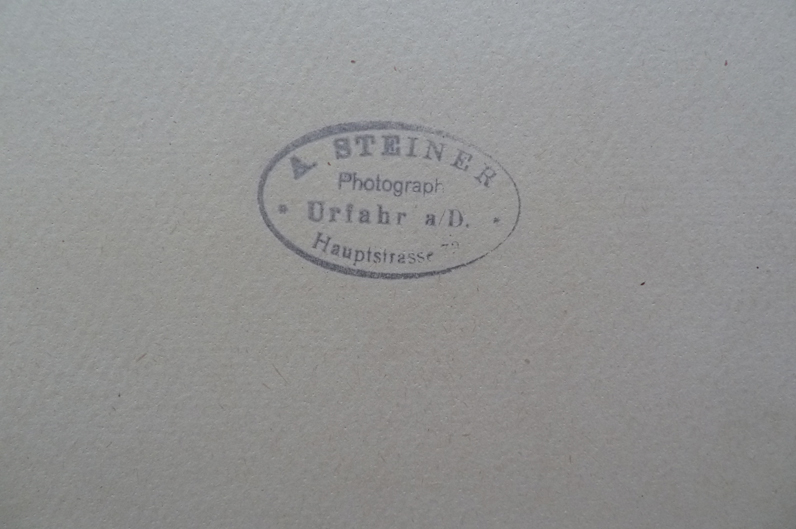 A. STEINER
Photograph
Urfahr a/D.
Hauptstrasse